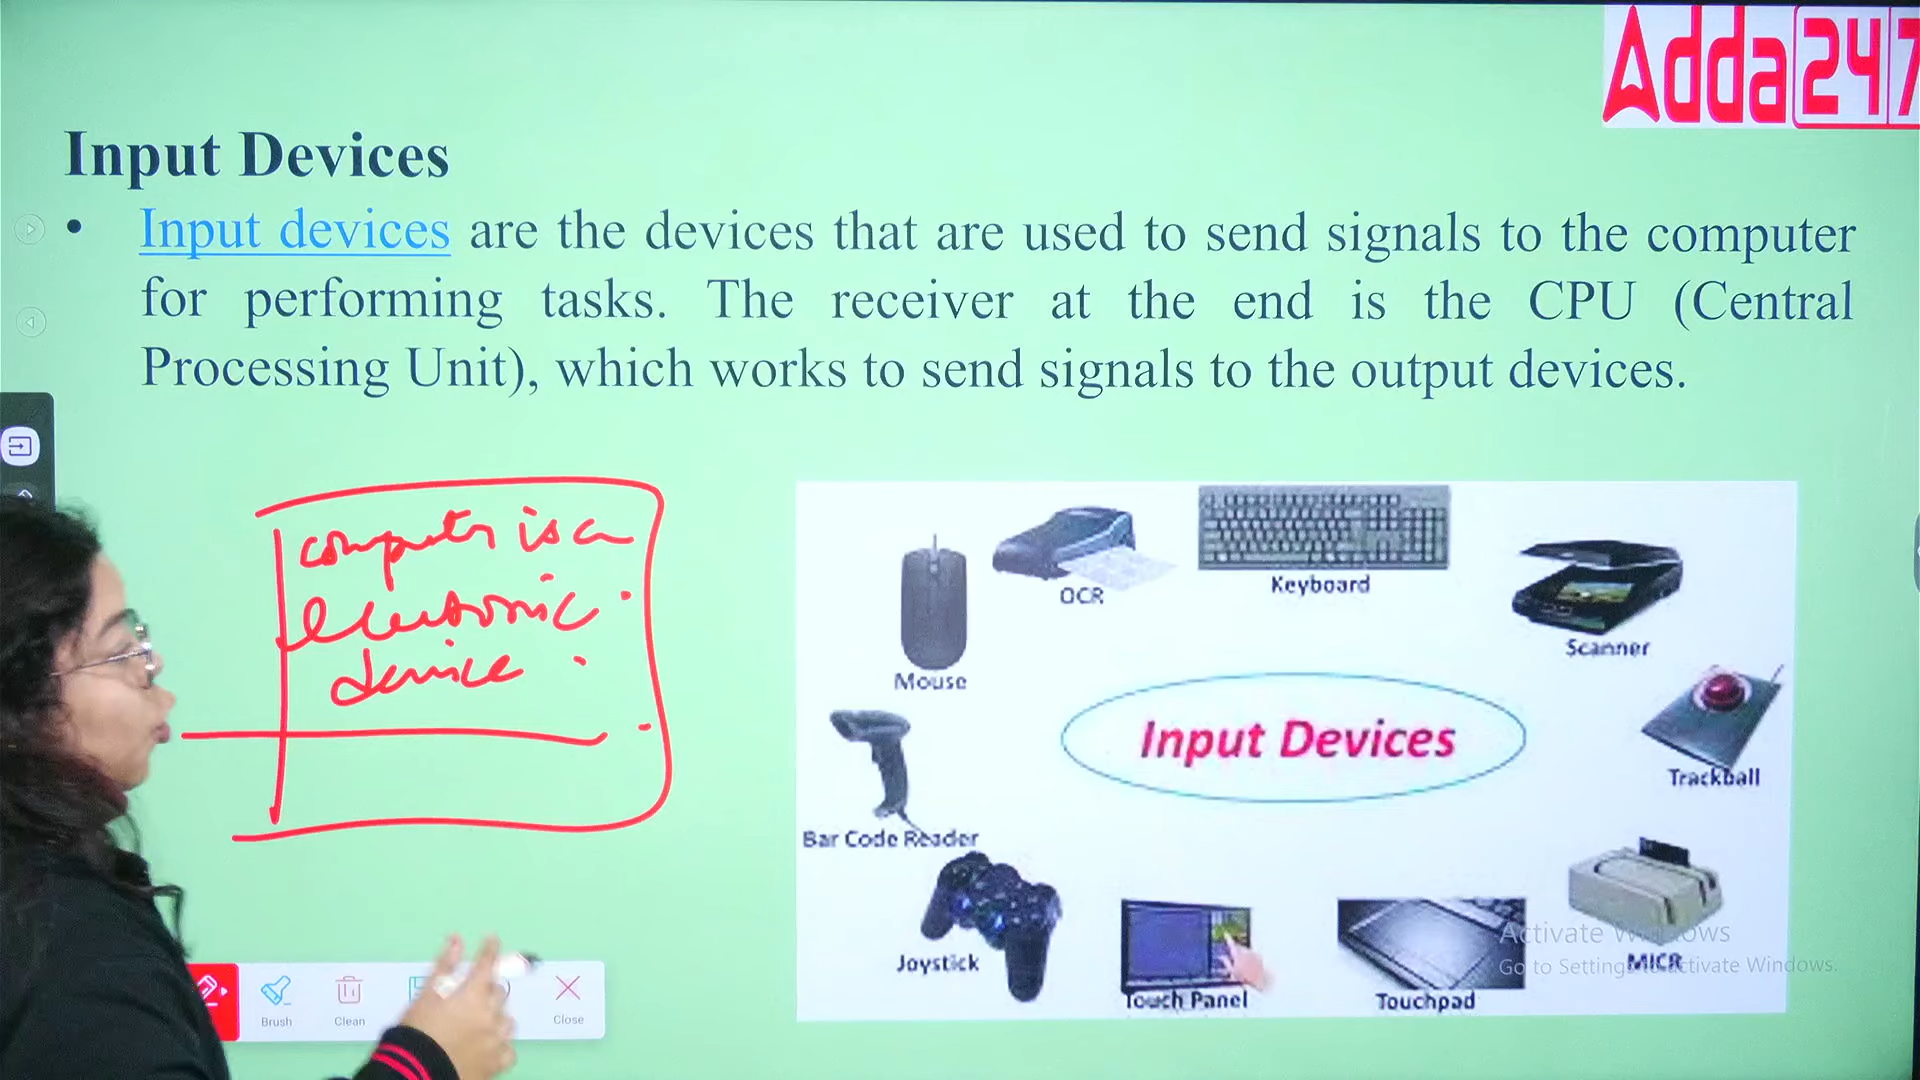 Adda247
Input Devices
• Input devices are the devices that are used to send signals to the computer
for performing tasks. The receiver at the end is the CPU (Central
Processing Unit), which works to send signals to the output devices.
computer is a
electronic
device
OCR
Keyboard
Scanner
Mouse
Input Devices
Trackball
Bar Code Reader
Joystick
Touch Panel
Touchpad
MICR
Activate Windows
Go to Settings to activate Windows.
Brush
Clean
Close